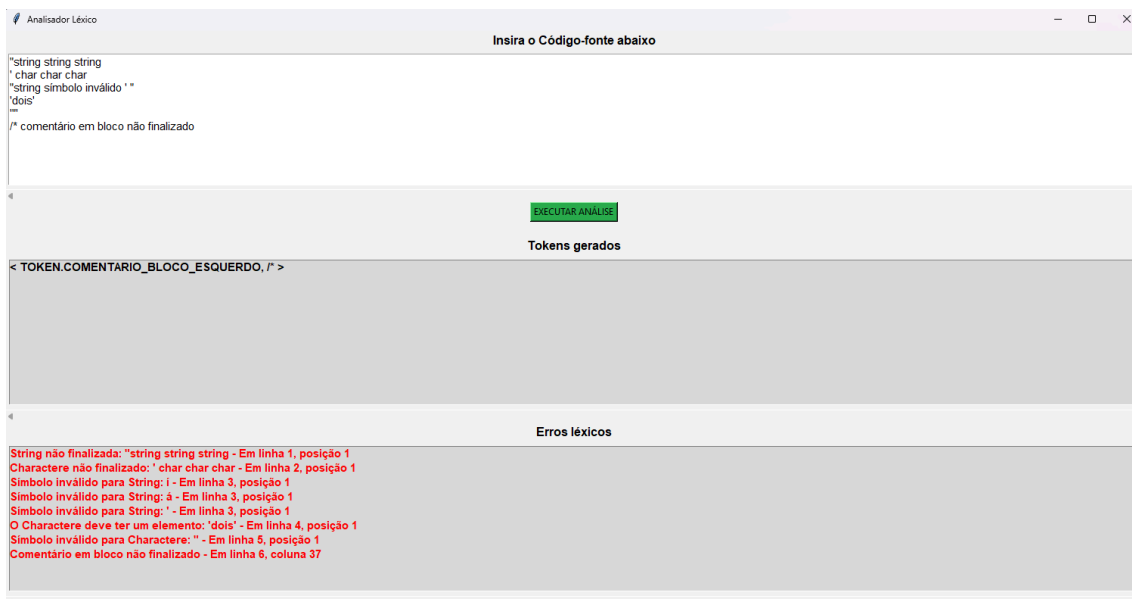 Analisador Léxico
Insira o Código-fonte abaixo
"string string string
' char char char
"string símbolo inválido ' "
'dois'
'"'
/* comentário em bloco não finalizado
EXECUTAR ANÁLISE
Tokens gerados
< TOKEN.COMENTARIO_BLOCO_ESQUERDO, /* >
Erros léxicos
String não finalizada: "string string string - Em linha 1, posição 1
Charactere não finalizado: ' char char char - Em linha 2, posição 1
Símbolo inválido para String: í - Em linha 3, posição 1
Símbolo inválido para String: á - Em linha 3, posição 1
Símbolo inválido para String: ' - Em linha 3, posição 1
O Charactere deve ter um elemento: 'dois' - Em linha 4, posição 1
Símbolo inválido para Charactere: " - Em linha 5, posição 1
Comentário em bloco não finalizado - Em linha 6, coluna 37